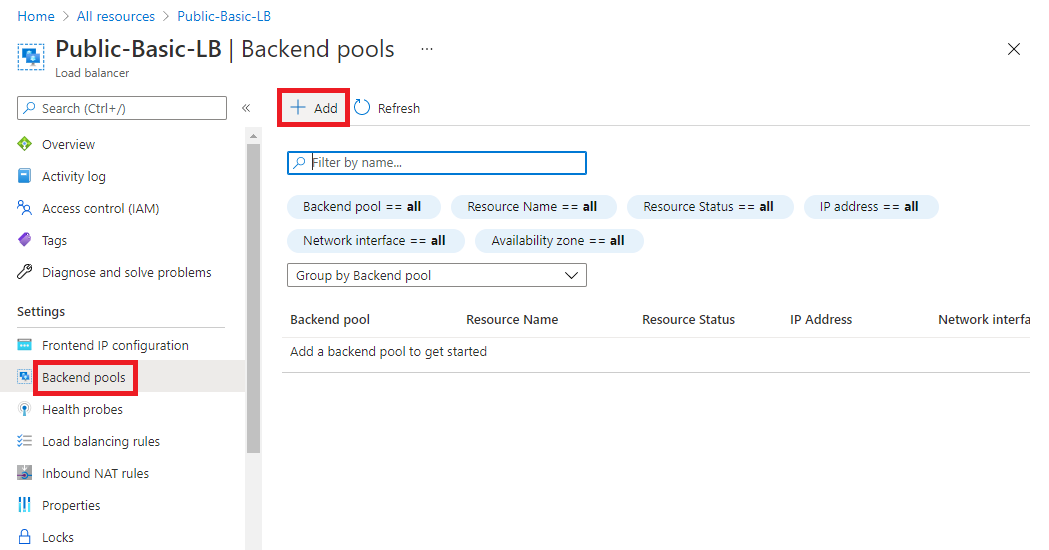 Home > All resources > Public-Basic-LB
Public-Basic-LB | Backend pools ...
Load balancer
Search (Ctrl+/)
«
Overview
Activity log
Access control (IAM)
Tags
Diagnose and solve problems
Settings
Frontend IP configuration
Backend pools
Health probes
Load balancing rules
Inbound NAT rules
Properties
Locks
Add Refresh
Filter by name...
Backend pool == all Resource Name == all Resource Status == all IP address == all
Network interface == all Availability zone == all
Group by Backend pool
Backend pool Resource Name Resource Status IP Address Network interfa
Add a backend pool to get started